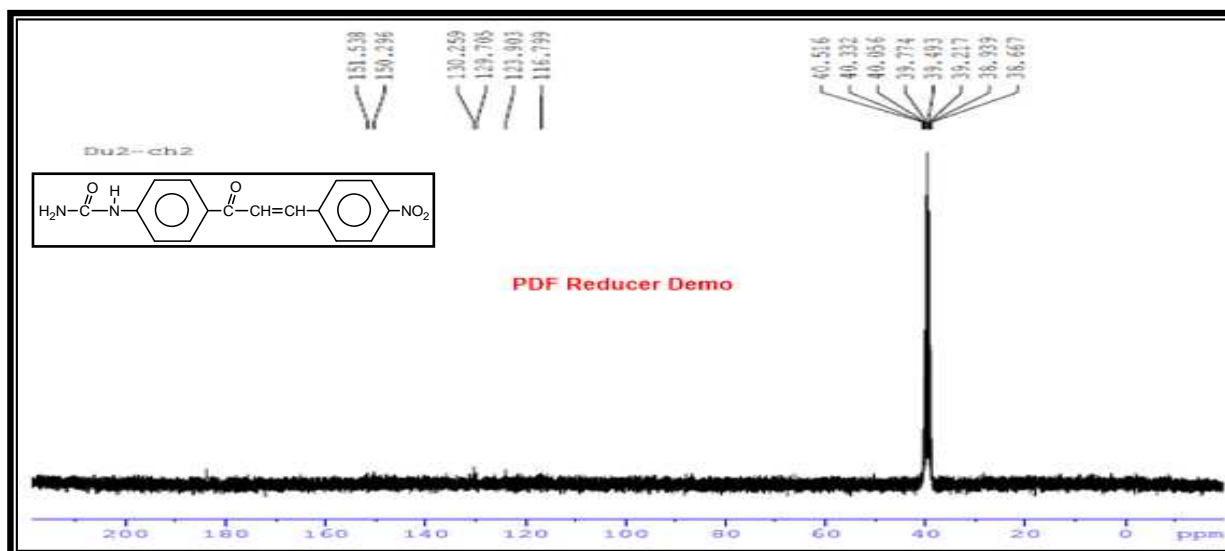 151.538
150.296
130.259
129.705
123.903
116.799
40.516
40.332
40.056
39.774
39.493
39.217
38.939
38.667
Du2-ch2
H₂N-C-N- -C-CH=CH- -NO₂
O H O
PDF Reducer Demo
200 180 160 140 120 100 80 60 40 20 0 ppm